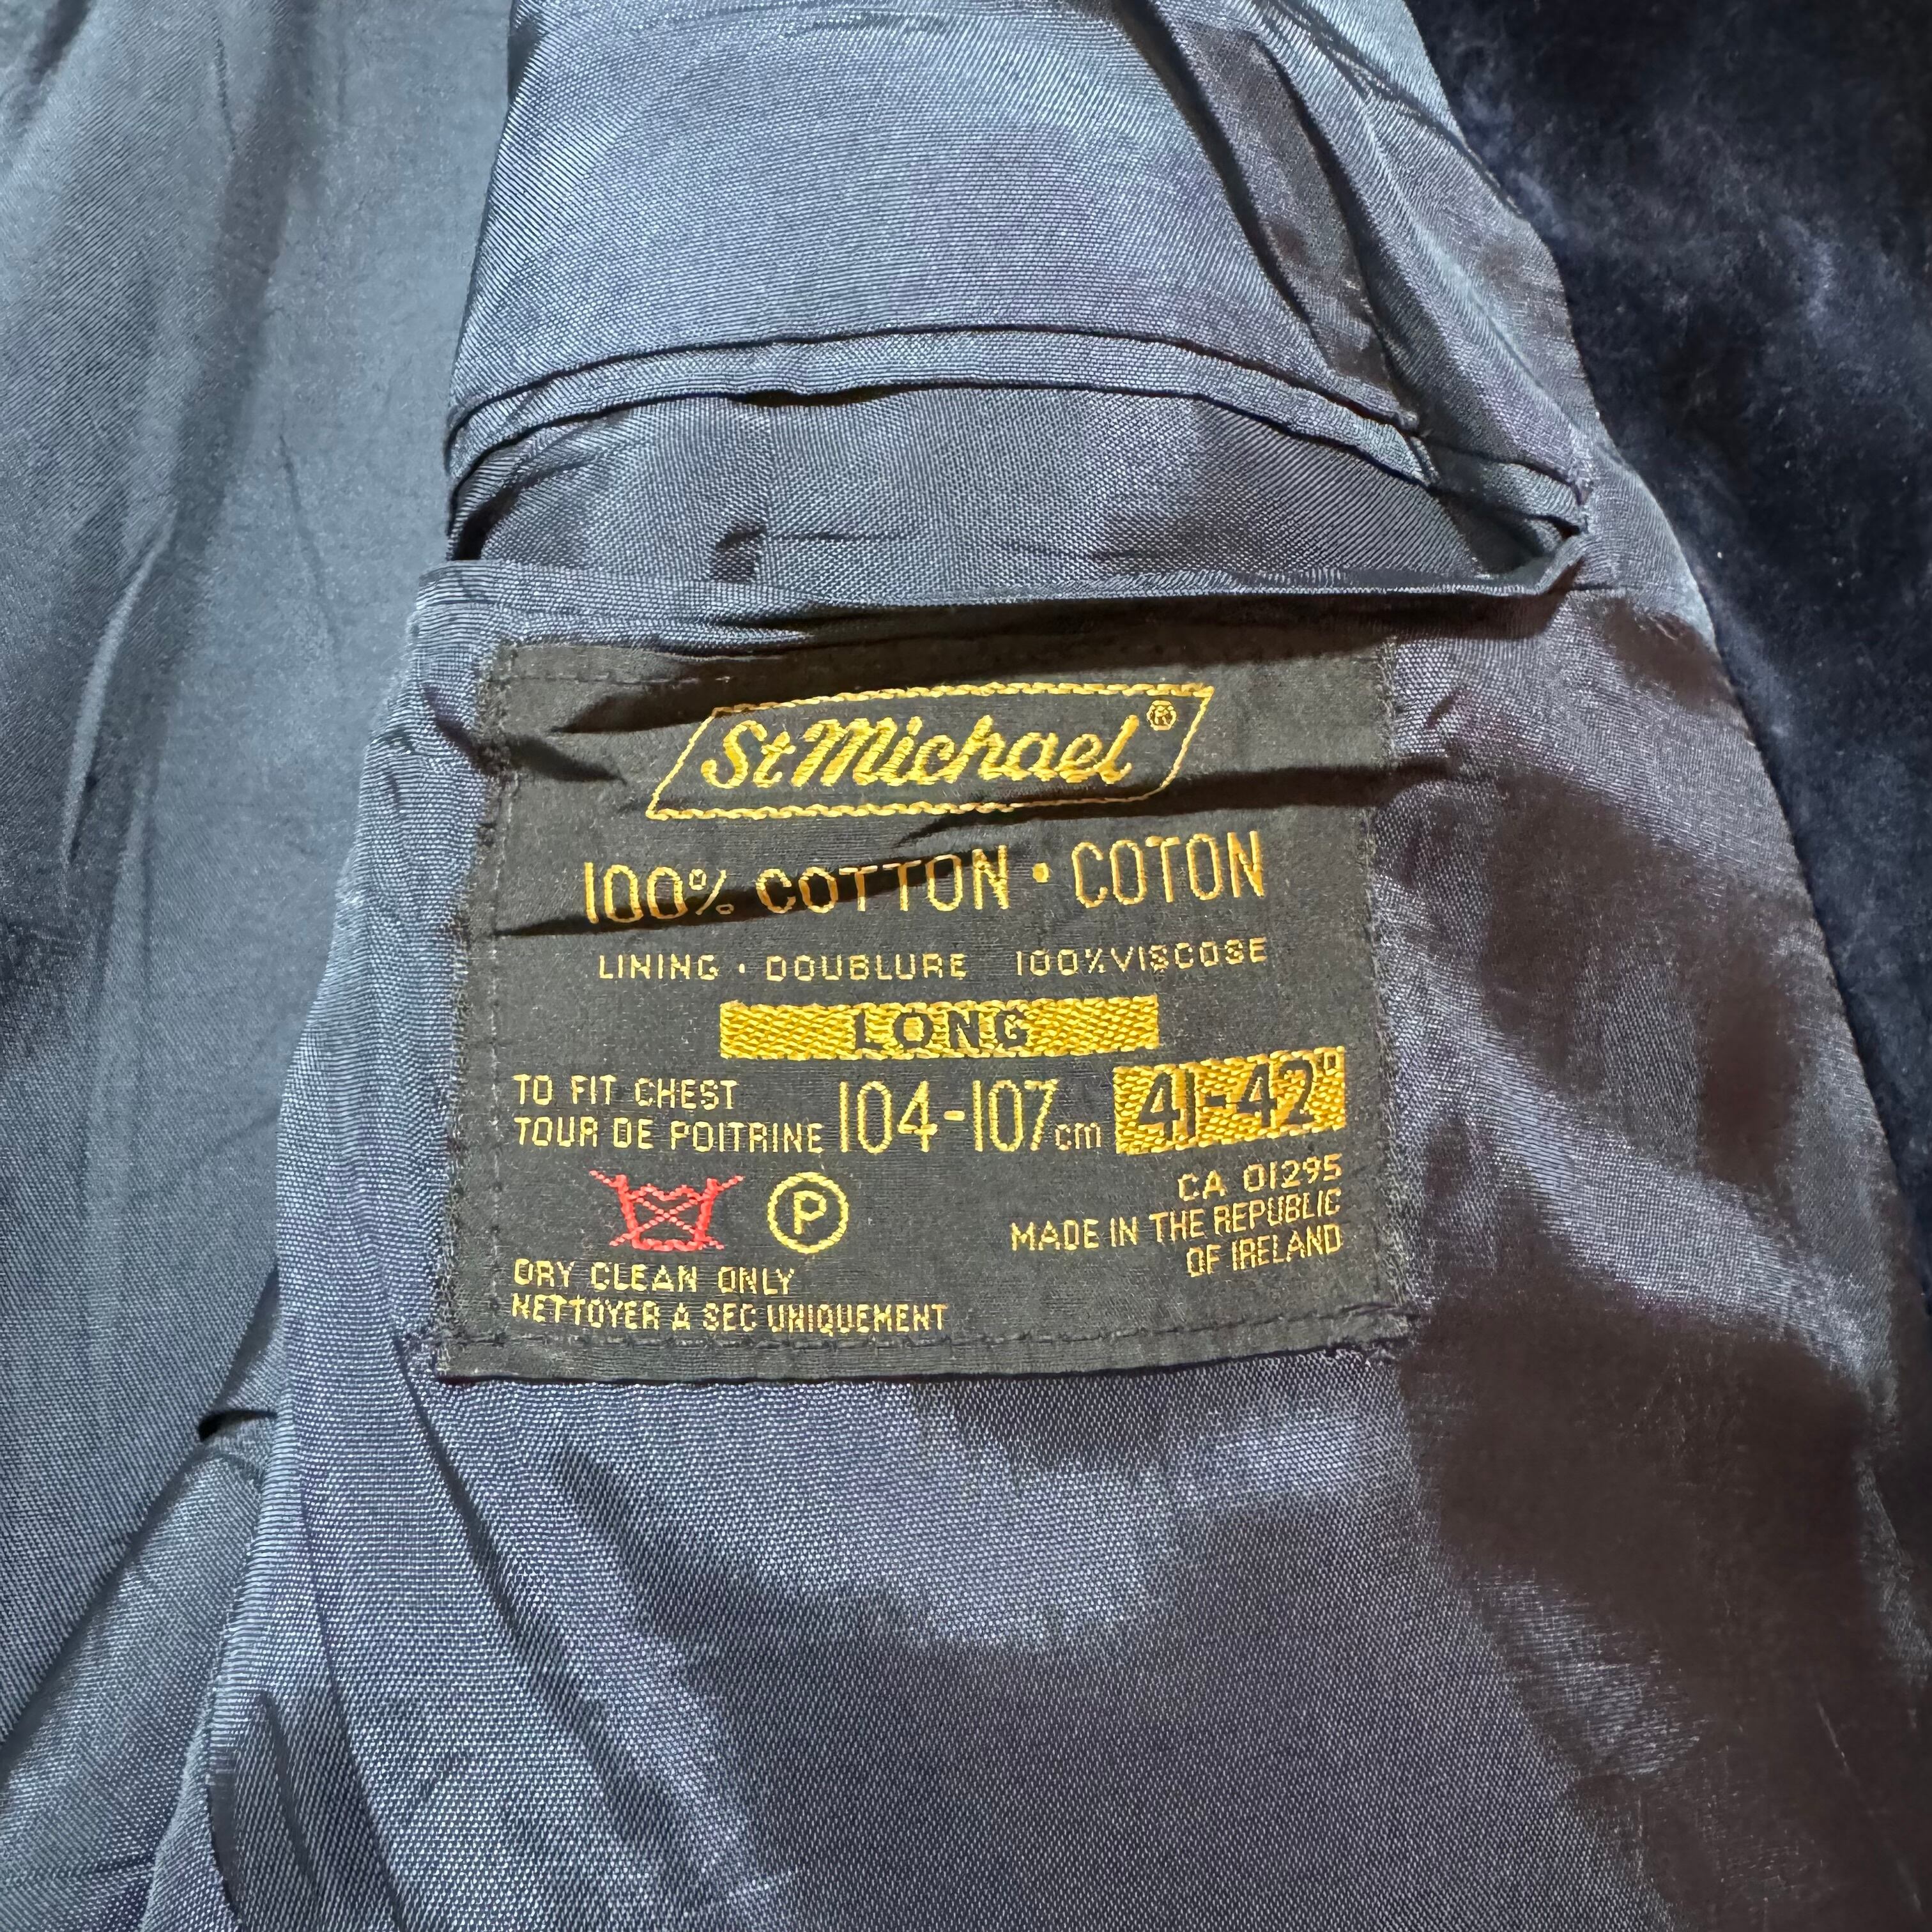 St Michael®
100% COTTON • COTON
LINING • DOUBLURE 100% VISCOSE
LONG
TO FIT CHEST
TOUR DE POITRINE 104-107cm 41-42"
P
CA 01295
MADE IN THE REPUBLIC
OF IRELAND
DRY CLEAN ONLY
NETTOYER A SEC UNIQUEMENT